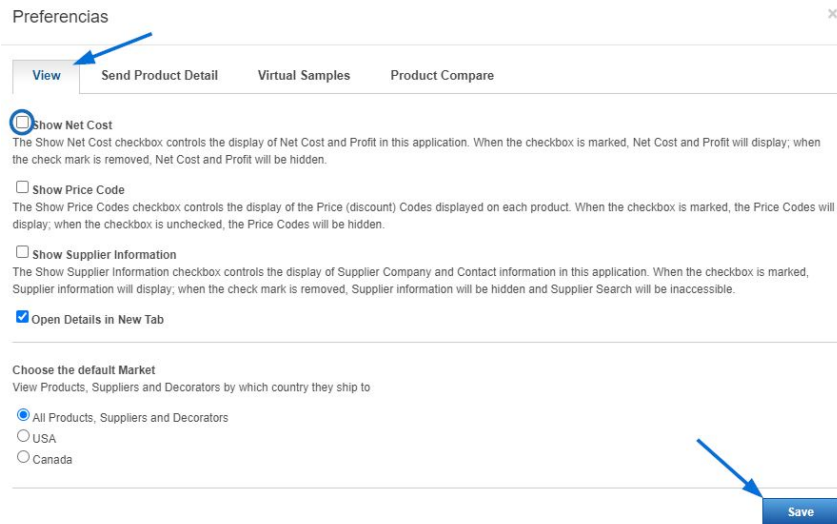 Preferencias
×
View Send Product Detail Virtual Samples Product Compare
Show Net Cost
The Show Net Cost checkbox controls the display of Net Cost and Profit in this application. When the checkbox is marked, Net Cost and Profit will display; when
the check mark is removed, Net Cost and Profit will be hidden.
Show Price Code
The Show Price Codes checkbox controls the display of the Price (discount) Codes displayed on each product. When the checkbox is marked, the Price Codes will
display; when the checkbox is unchecked, the Price Codes will be hidden.
Show Supplier Information
The Show Supplier Information checkbox controls the display of Supplier Company and Contact information in this application. When the checkbox is marked,
Supplier information will display; when the check mark is removed, Supplier information will be hidden and Supplier Search will be inaccessible.
Open Details in New Tab
Choose the default Market
View Products, Suppliers and Decorators by which country they ship to
All Products, Suppliers and Decorators
USA
Canada
Save